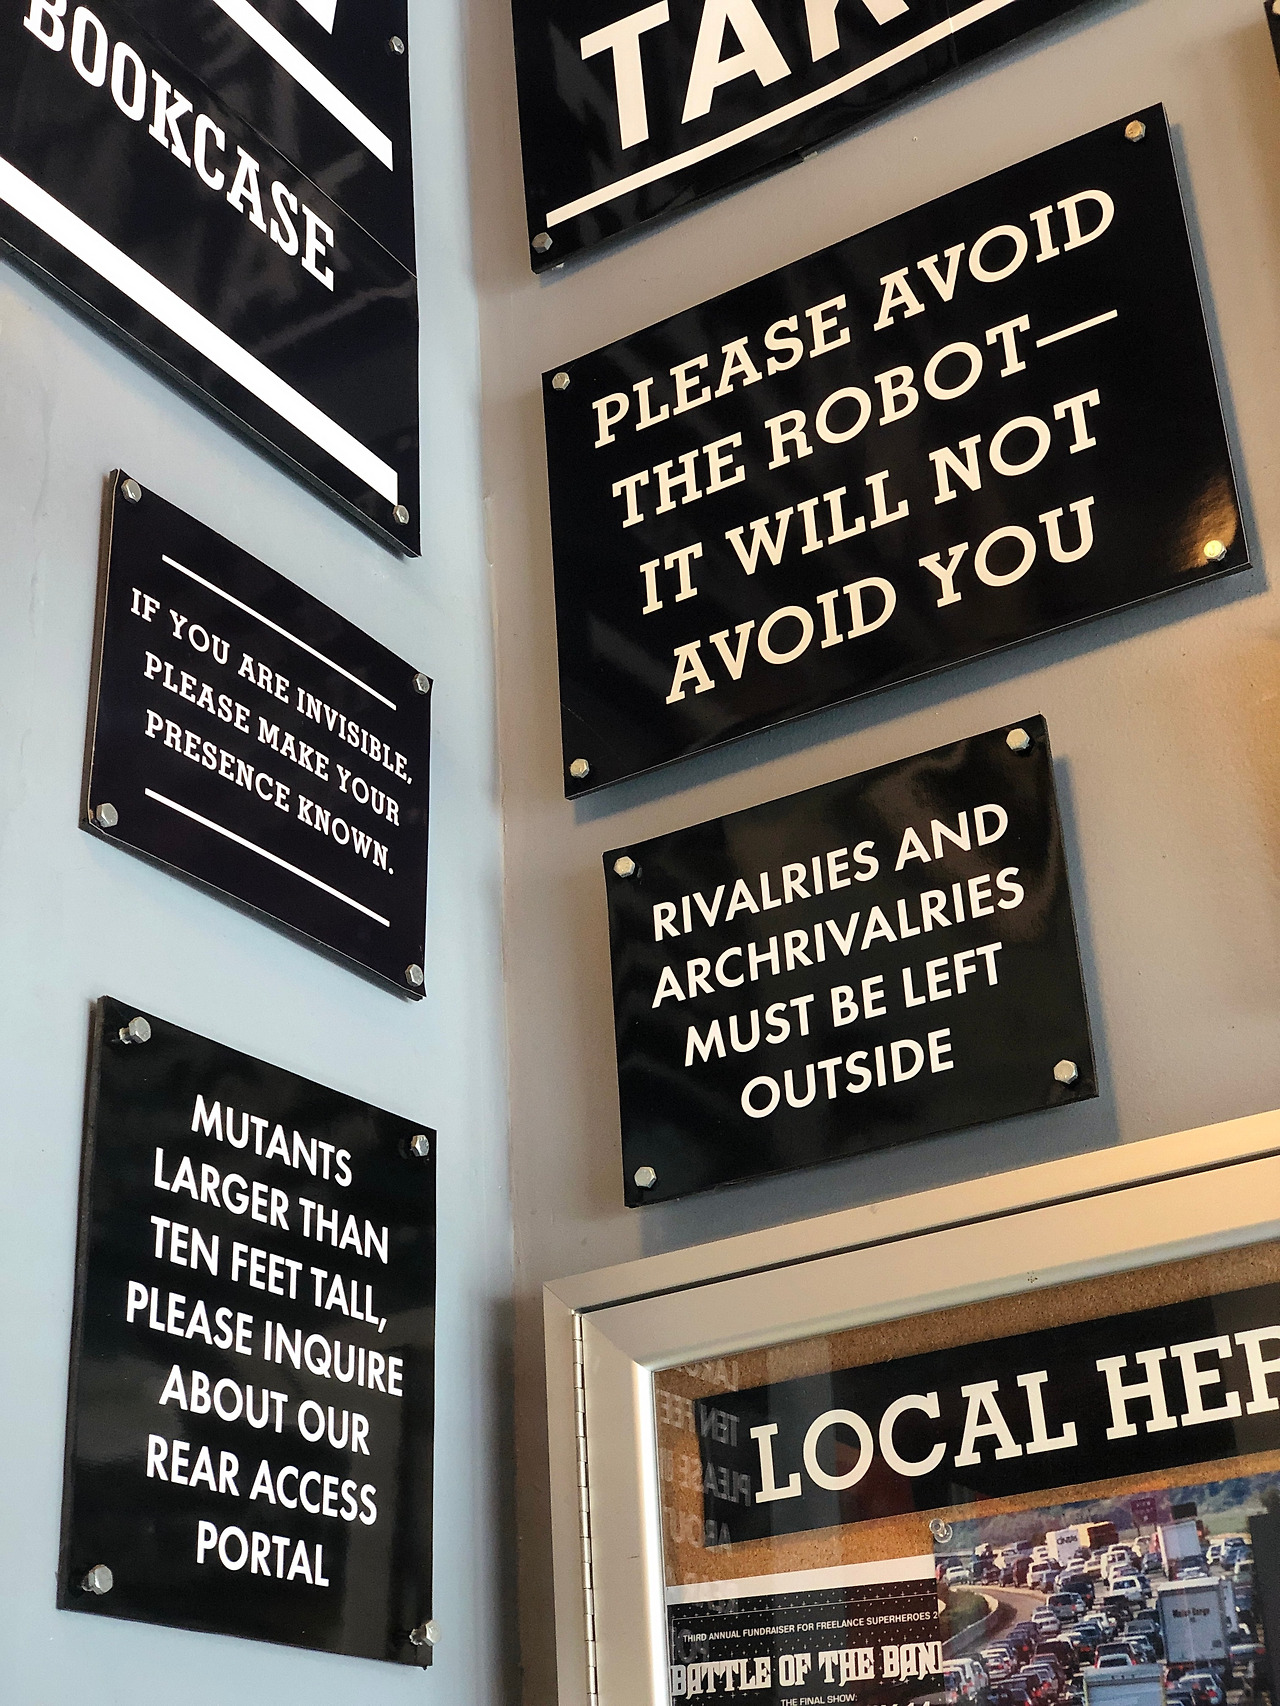 BOOKCASE
IF YOU ARE INVISIBLE,
PLEASE MAKE YOUR
PRESENCE KNOWN.
MUTANTS
LARGER THAN
TEN FEET TALL,
PLEASE INQUIRE
ABOUT OUR
REAR ACCESS
PORTAL
PLEASE AVOID
THE ROBOT—
IT WILL NOT
AVOID YOU
RIVALRIES AND
ARCHRIVALRIES
MUST BE LEFT
OUTSIDE
LOCAL HER
THIRD ANNUAL FUNDRAISER FOR FREELANCE SUPERHEROES
BATTLE OF THE BAN
THE FINAL SHOW: